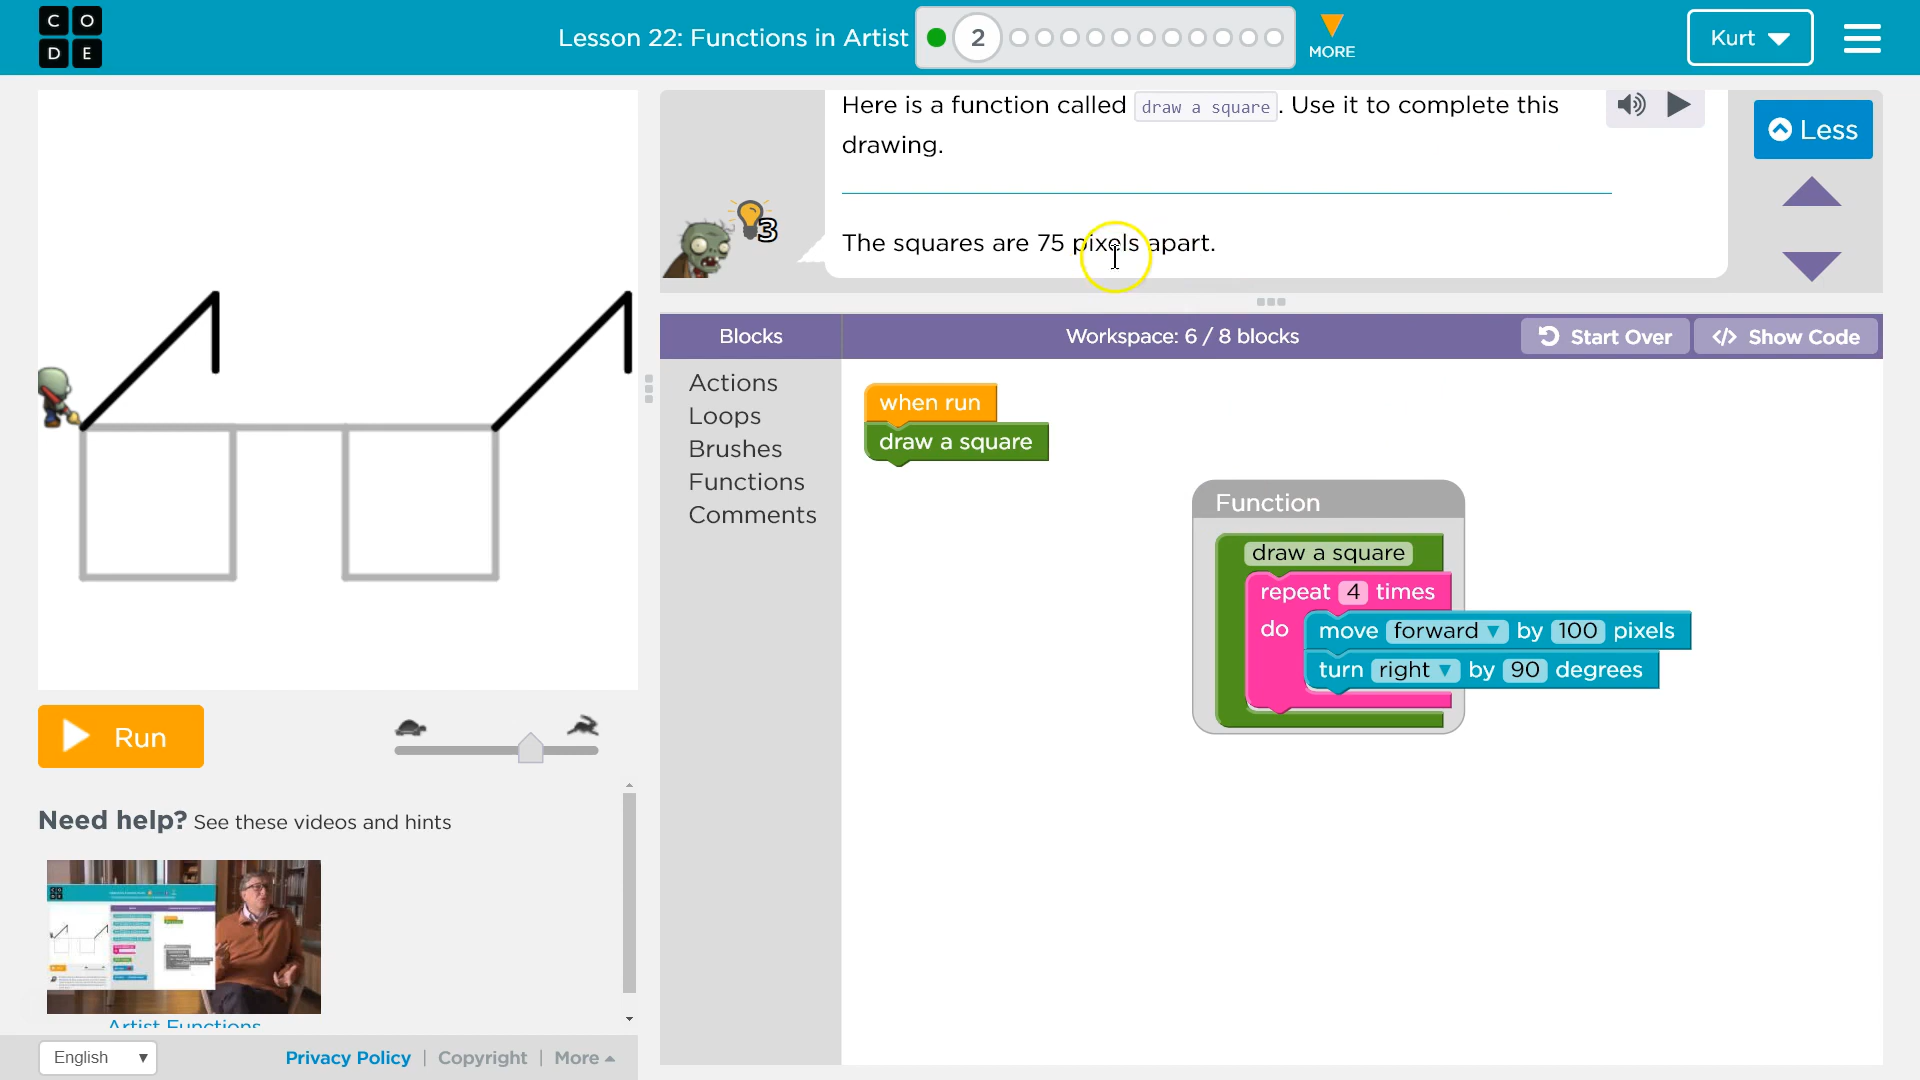 C O
D E
Lesson 22: Functions in Artist
2
MORE
Kurt
Here is a function called draw a square. Use it to complete this
drawing.
Less
3
The squares are 75 pixels apart.
Blocks
Workspace: 6 / 8 blocks
Start Over
</> Show Code
Actions
Loops
Brushes
Functions
Comments
when run
draw a square
Function
draw a square
repeat 4 times
do
move forward by 100 pixels
turn right by 90 degrees
Run
Need help? See these videos and hints
Artist Functions
English
Privacy Policy | Copyright | More